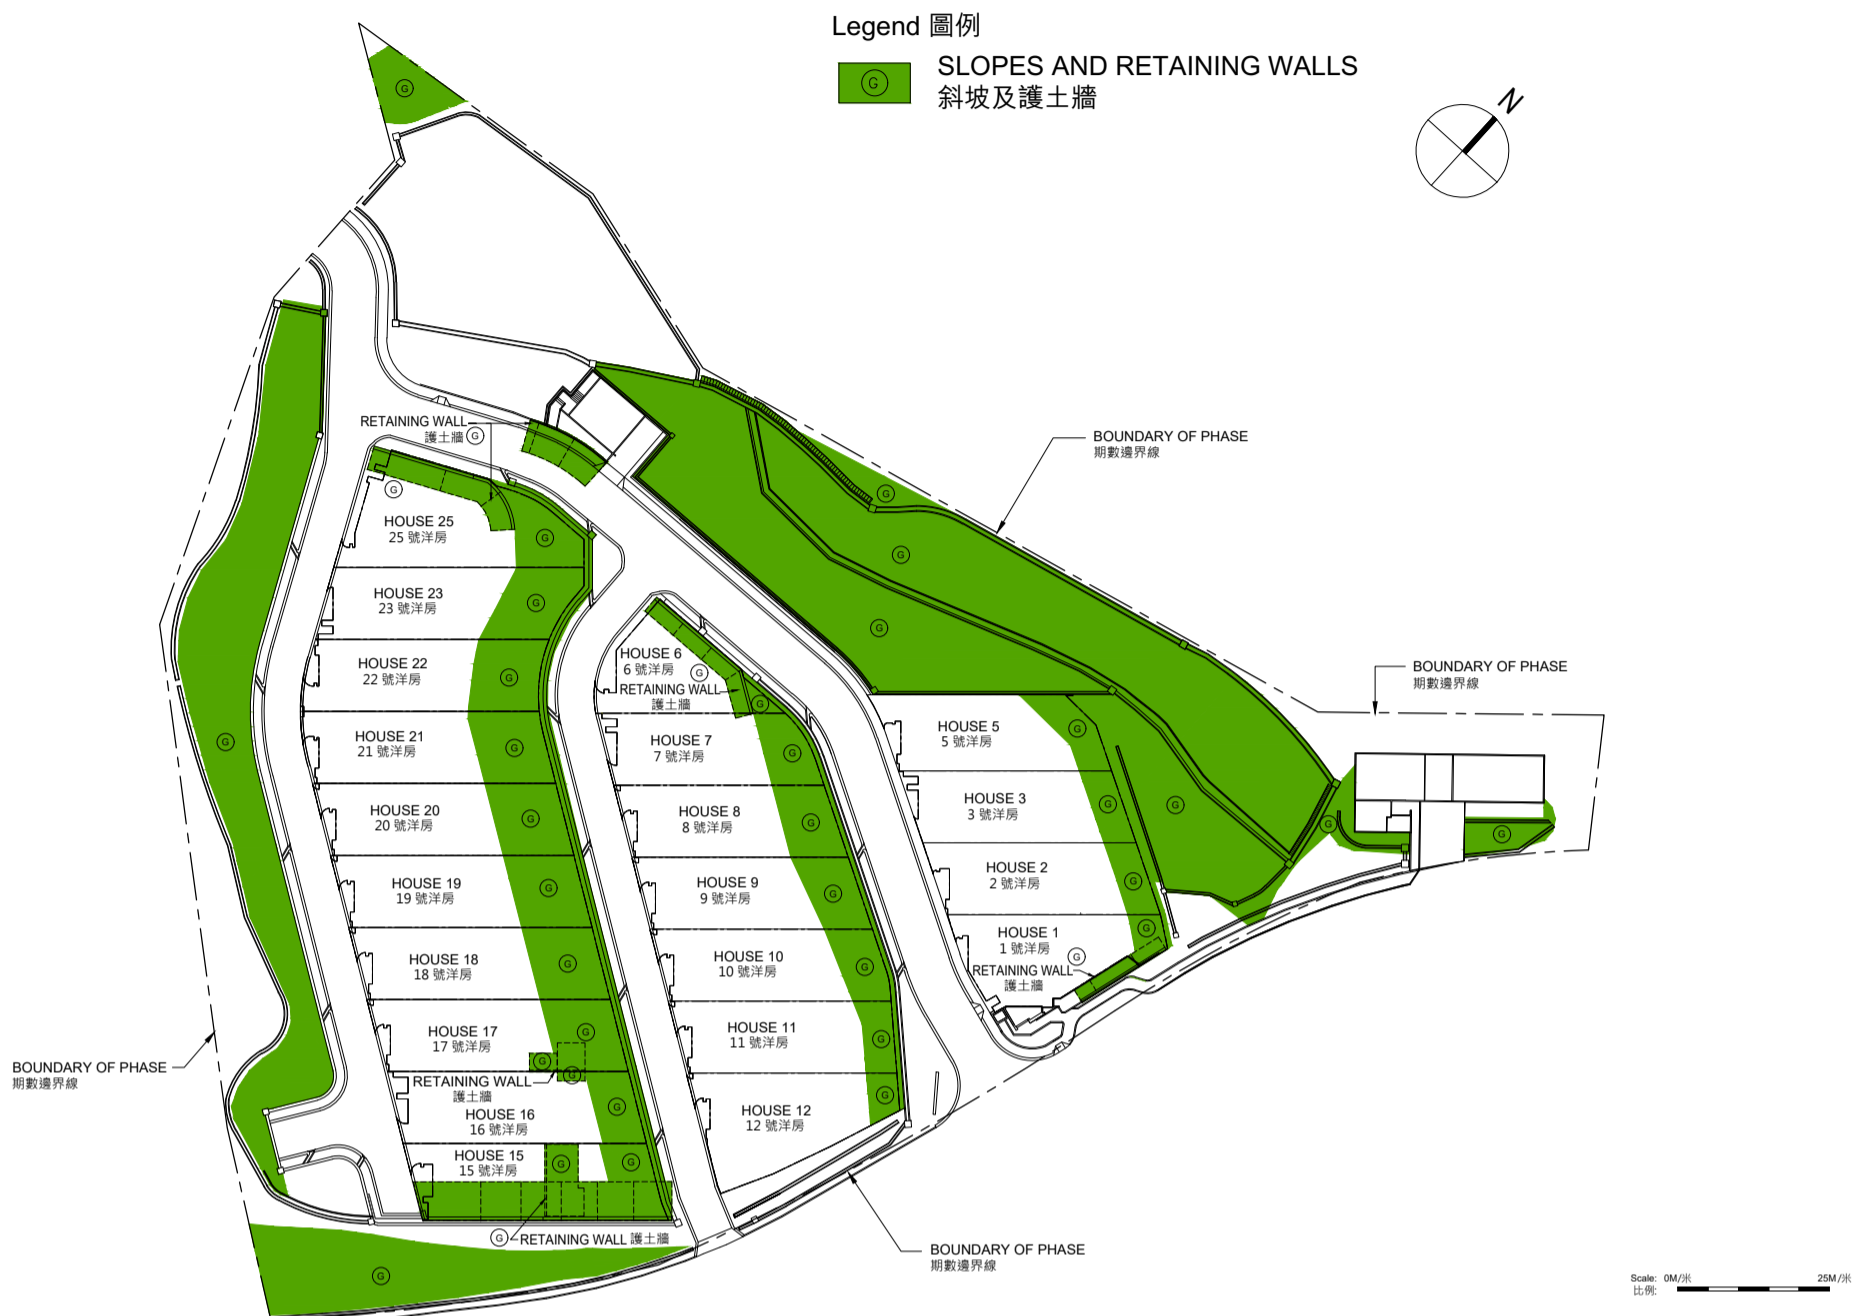 Legend 圖例
G
SLOPES AND RETAINING WALLS
斜坡及護土牆
N
G
RETAINING WALL
護土牆 G
BOUNDARY OF PHASE
期數邊界線
G
G
G
HOUSE 25
25 號洋房
G
HOUSE 23
23 號洋房
G
G
HOUSE 22
22 號洋房
G
HOUSE 6
6 號洋房
G
RETAINING WALL
護土牆
G
BOUNDARY OF PHASE
期數邊界線
HOUSE 21
21 號洋房
G
G
HOUSE 7
7 號洋房
G
HOUSE 5
5 號洋房
G
HOUSE 20
20 號洋房
G
HOUSE 8
8 號洋房
G
HOUSE 3
3 號洋房
G
G
G
G
HOUSE 19
19 號洋房
G
HOUSE 9
9 號洋房
G
HOUSE 2
2 號洋房
G
HOUSE 18
18 號洋房
G
HOUSE 10
10 號洋房
G
HOUSE 1
1 號洋房
G
G
RETAINING WALL
護土牆
HOUSE 17
17 號洋房
G
G
G
HOUSE 11
11 號洋房
G
BOUNDARY OF PHASE
期數邊界線
RETAINING WALL
護土牆
HOUSE 16
16 號洋房
G
HOUSE 12
12 號洋房
G
HOUSE 15
15 號洋房
G
G
G RETAINING WALL 護土牆
G
BOUNDARY OF PHASE
期數邊界線
Scale: 0M/米 25M/米
比例: